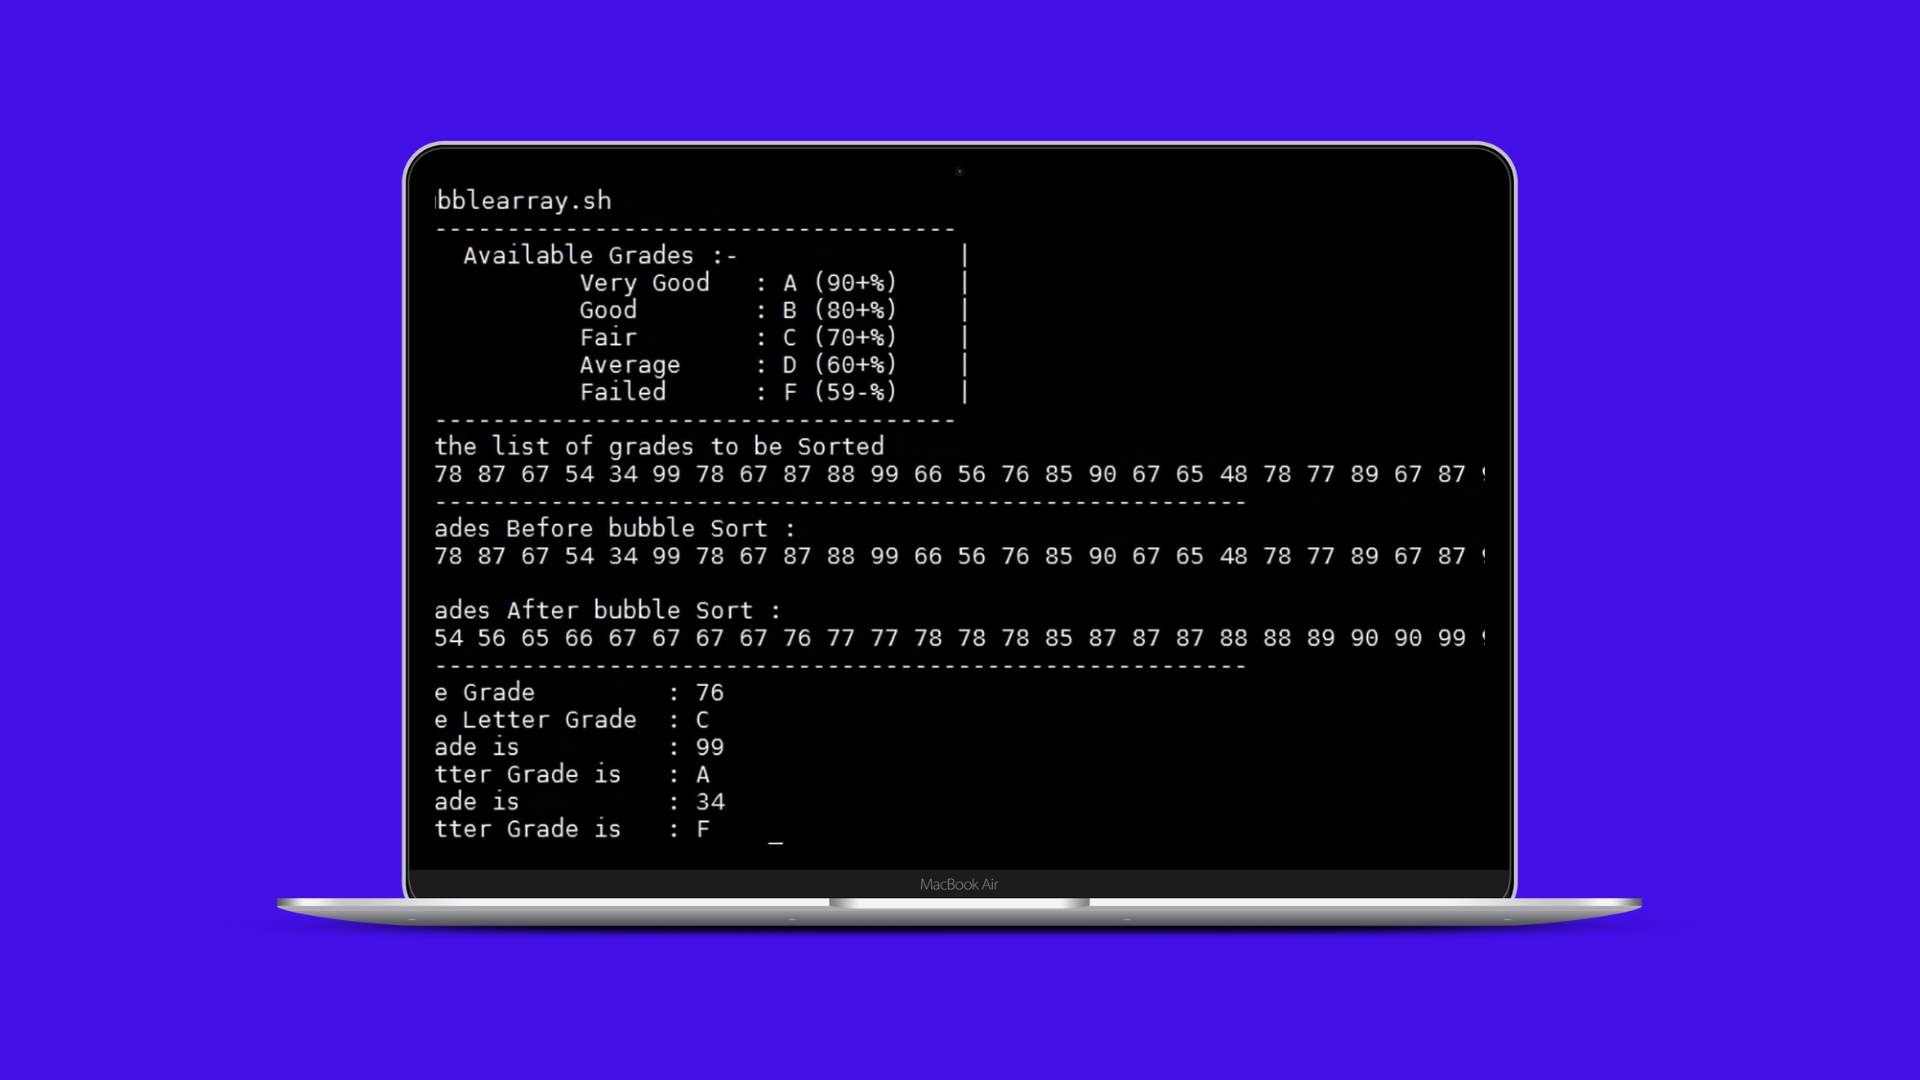 bblearray.sh
------------------------------------
Available Grades :- |
Very Good : A (90+%) |
Good : B (80+%) |
Fair : C (70+%) |
Average : D (60+%) |
Failed : F (59-%) |
------------------------------------
the list of grades to be Sorted
78 87 67 54 34 99 78 67 87 88 99 66 56 76 85 90 67 65 48 78 77 89 67 87
--------------------------------------------------------
ades Before bubble Sort :
78 87 67 54 34 99 78 67 87 88 99 66 56 76 85 90 67 65 48 78 77 89 67 87
ades After bubble Sort :
54 56 65 66 67 67 67 67 76 77 77 78 78 78 85 87 87 87 88 88 89 90 90 99
--------------------------------------------------------
e Grade : 76
e Letter Grade : C
ade is : 99
tter Grade is : A
ade is : 34
tter Grade is : F _
MacBook Air